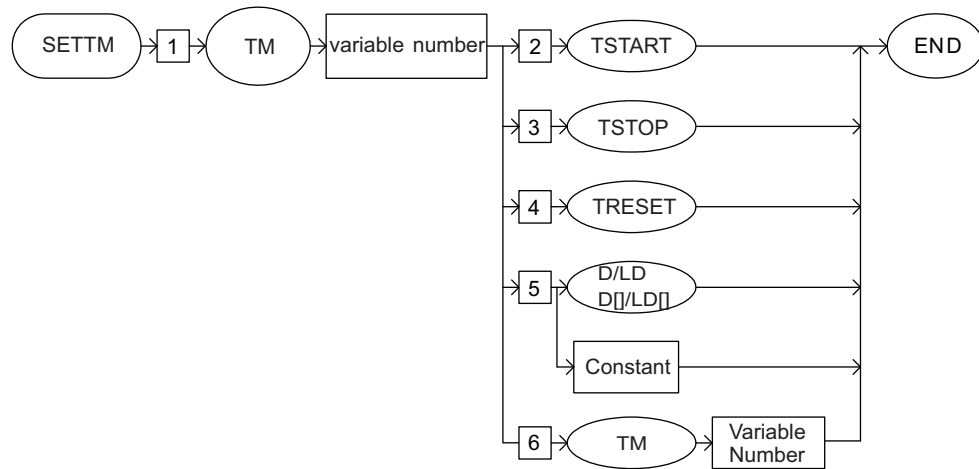 SETTM 1 TM variable number 2 TSTART END
3 TSTOP
4 TRESET
5 D/LD
D[]/LD[]
Constant
6 TM Variable
Number